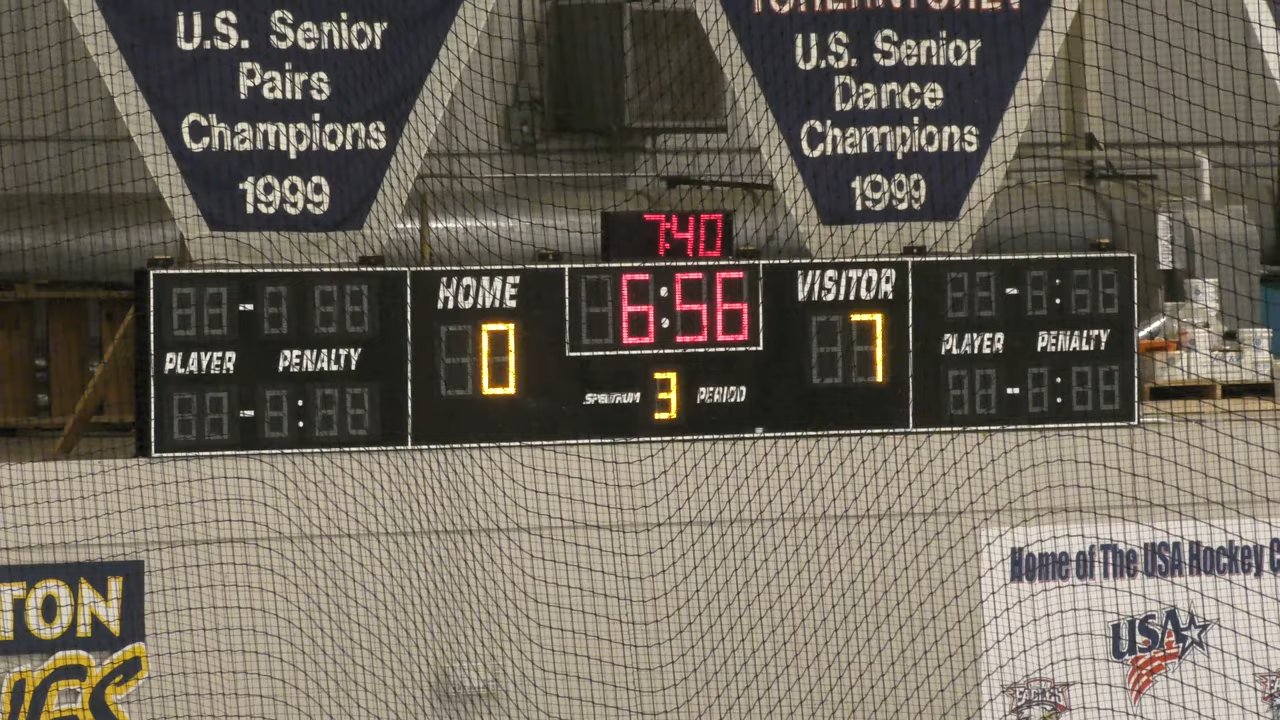 U.S. Senior
Pairs
Champions
1999
U.S. Senior
Dance
Champions
1999
7:40
HOME
6:56
VISITOR
0
7
PLAYER
PENALTY
PLAYER
PENALTY
SPECTRUM
3
PERIOD
TON
Home of The USA Hockey
USA
EAGLES